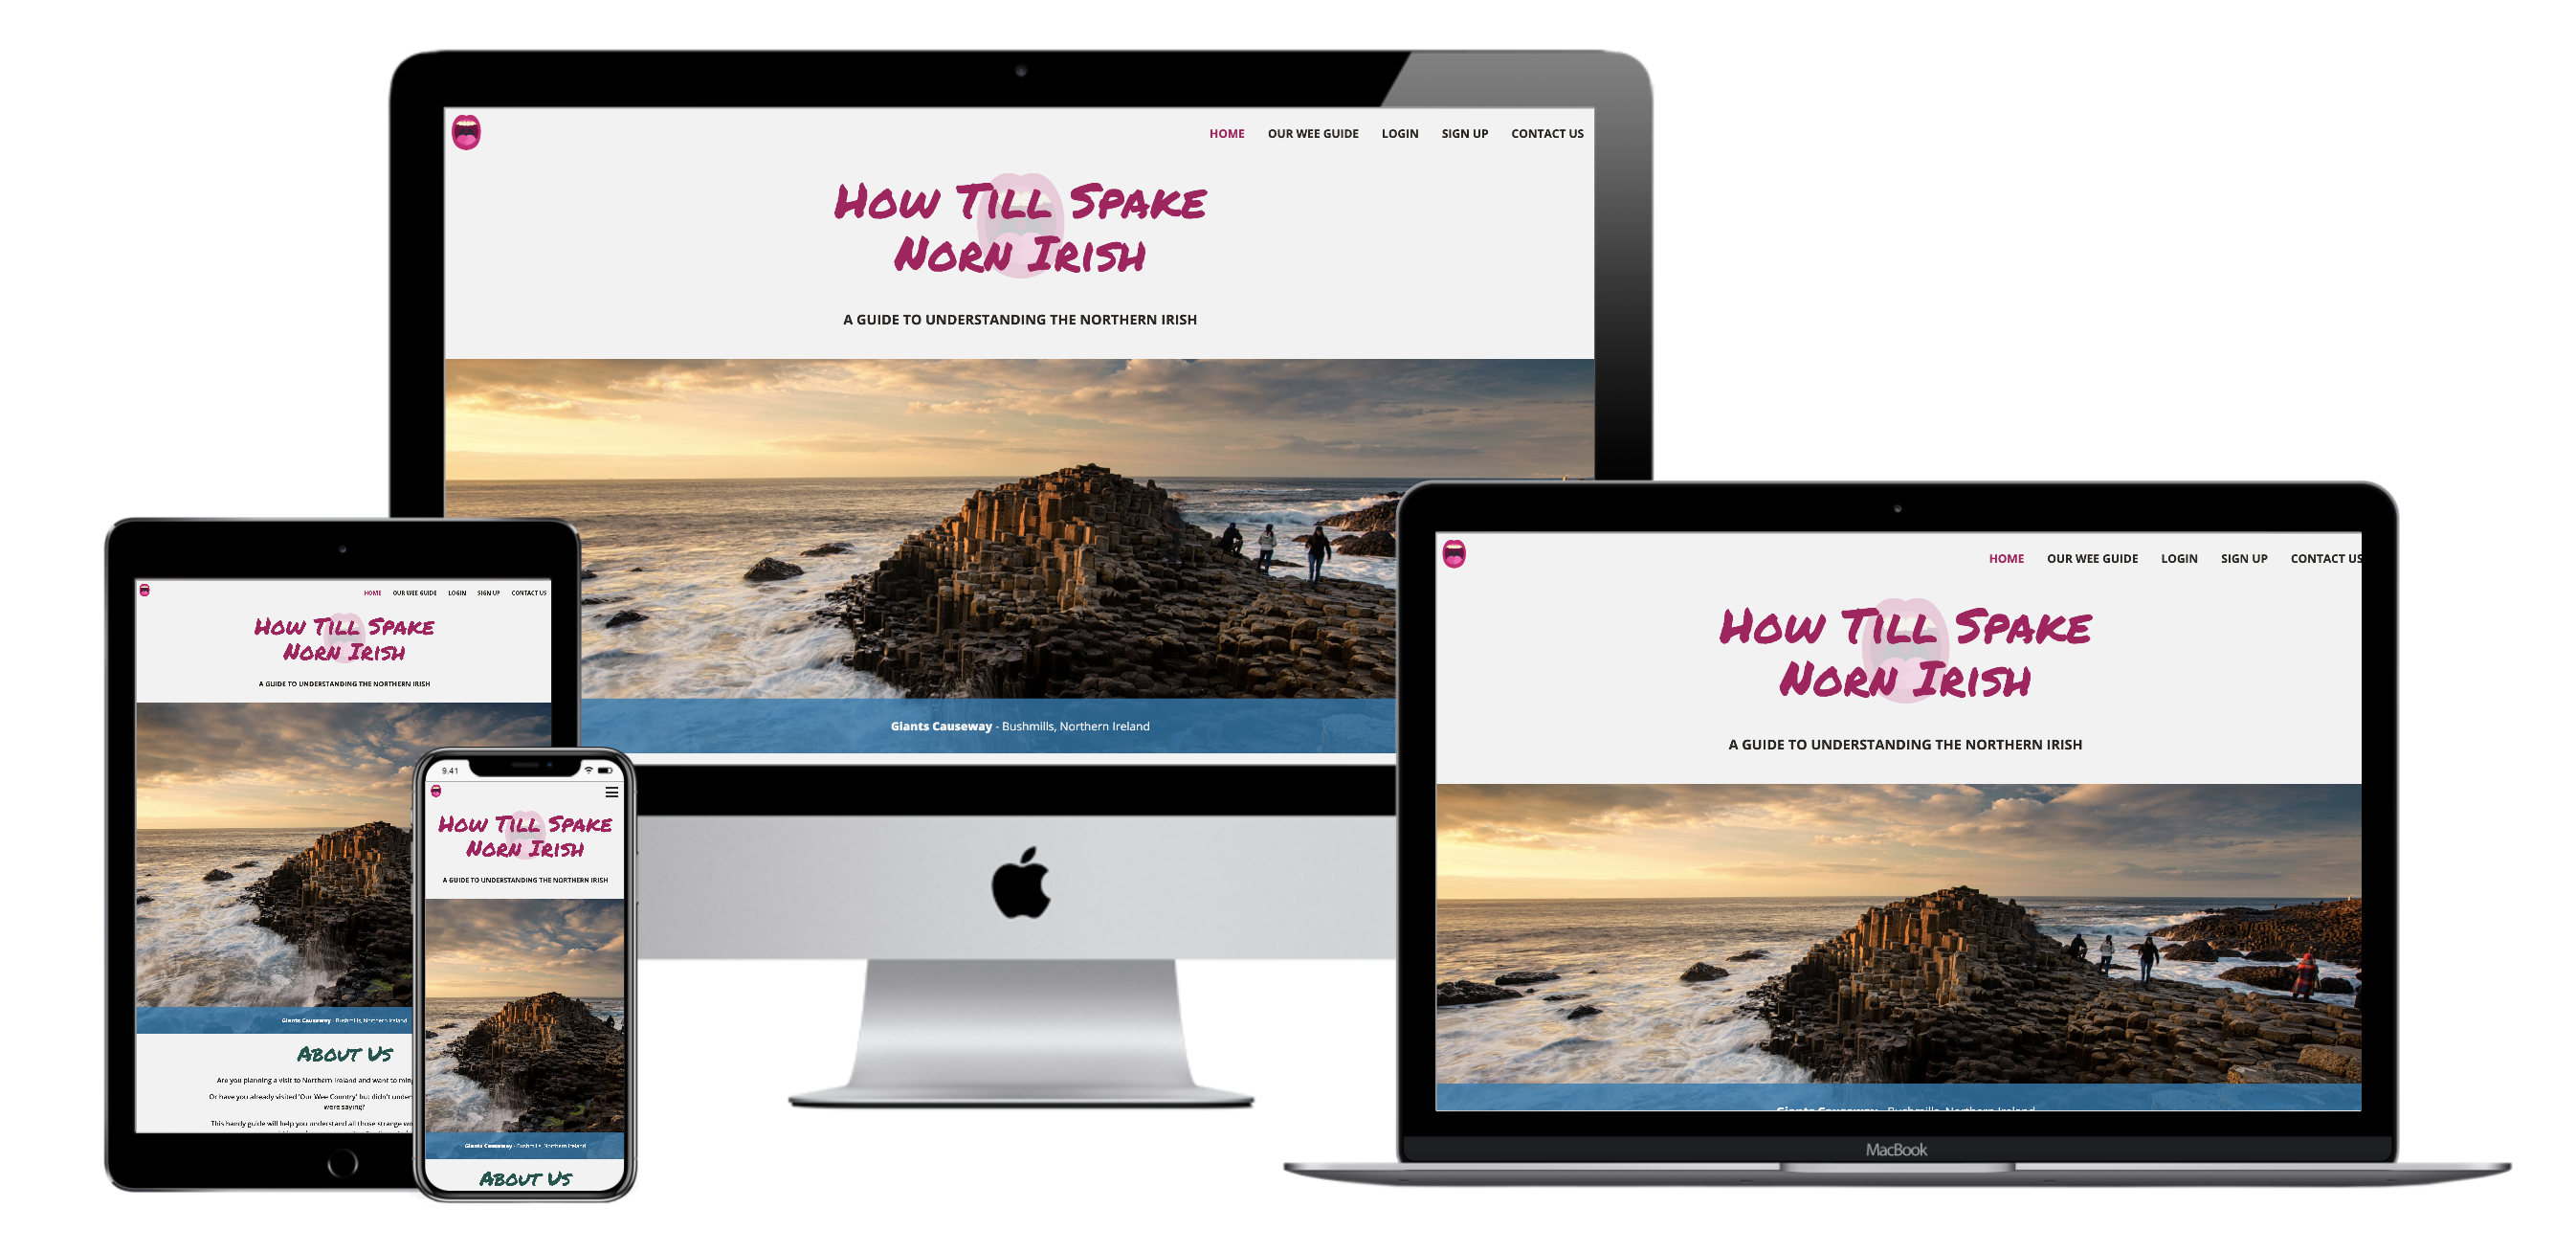 HOME OUR WEE GUIDE LOGIN SIGN UP CONTACT US
How Till Spake
Norn Irish
A GUIDE TO UNDERSTANDING THE NORTHERN IRISH
Giants Causeway - Bushmills, Northern Ireland
HOME OUR WEE GUIDE LOGIN SIGN UP CONTACT US
How Till Spake
Norn Irish
A GUIDE TO UNDERSTANDING THE NORTHERN IRISH
Giants Causeway - Bushmills, Northern Ireland
About Us
Are you planning a visit to Northern Ireland and want to
Or have you already visited 'Our Wee Country' but didn't
were saying?
This handy guide will help you understand all those strange
9.41
How Till Spake
Norn Irish
A GUIDE TO UNDERSTANDING THE NORTHERN IRISH
Giants Causeway - Bushmills, Northern Ireland
About Us
HOME OUR WEE GUIDE LOGIN SIGN UP CONTACT US
How Till Spake
Norn Irish
A GUIDE TO UNDERSTANDING THE NORTHERN IRISH
Giants Causeway - Bushmills, Northern Ireland
MacBook